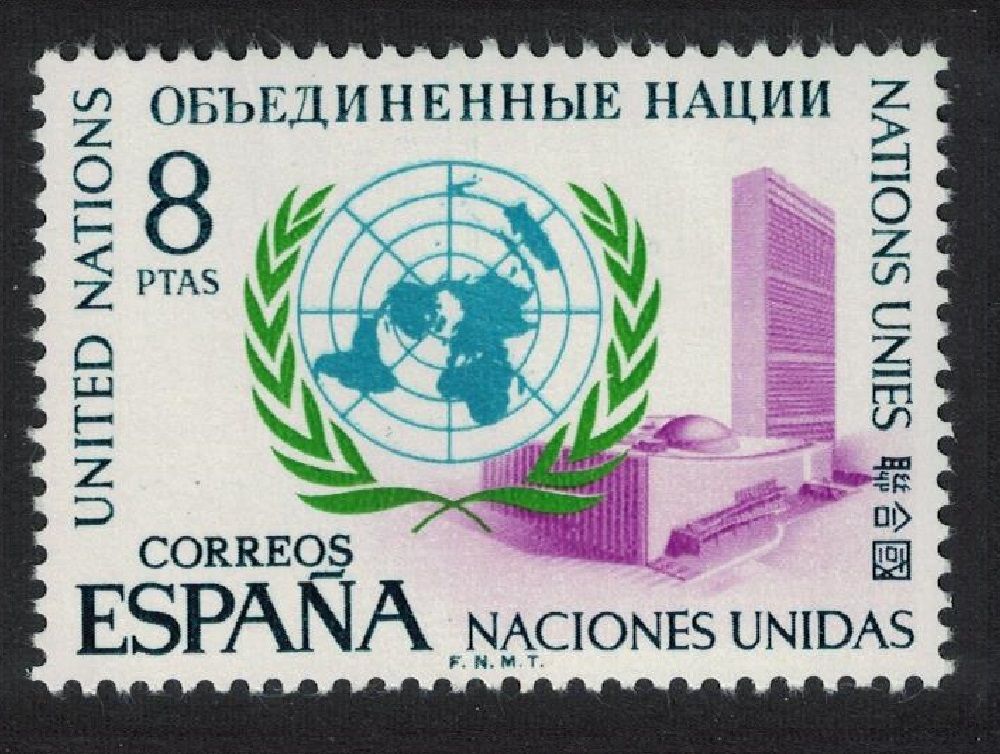 ОБЪЕДИНЕННЫЕ НАЦИИ
UNITED NATIONS
8
PTAS
NATIONS UNIES 聯合國
CORREOS
ESPAÑA
NACIONES UNIDAS
F.N.M.T.